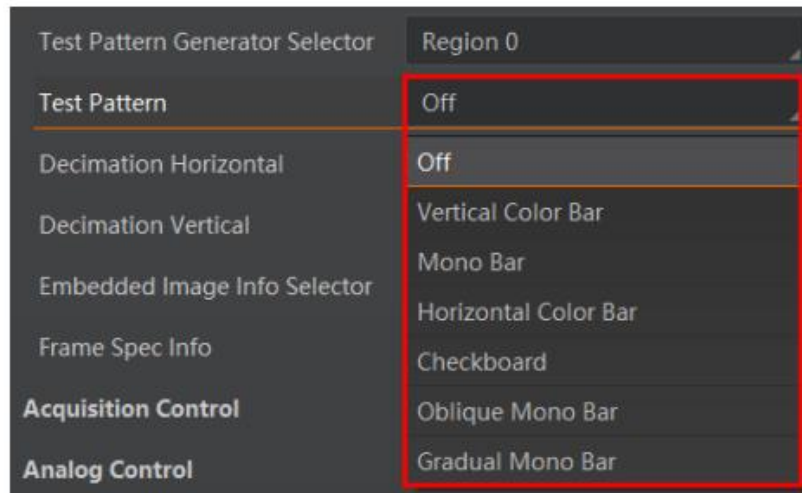 Test Pattern Generator Selector Region 0
Test Pattern Off
Decimation Horizontal Off
Decimation Vertical Vertical Color Bar
Embedded Image Info Selector Mono Bar
Horizontal Color Bar
Frame Spec Info Checkboard
Acquisition Control Oblique Mono Bar
Analog Control Gradual Mono Bar